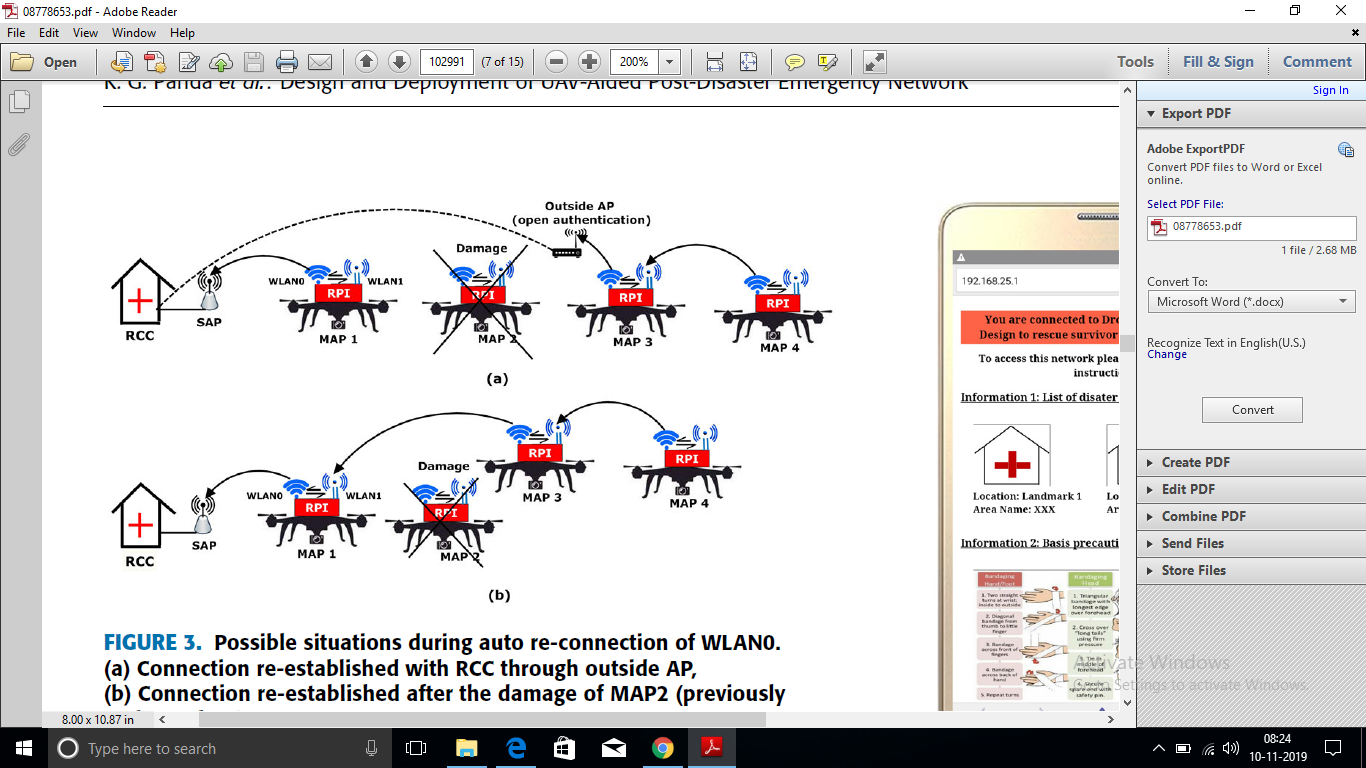 08778653.pdf - Adobe Reader
File Edit View Window Help
Open
102991
(7 of 15)
200%
Tools
Fill & Sign
Comment
K. G. Panda et al.: Design and Deployment of UAV-Aided Post-Disaster Emergency Network
Outside AP
(open authentication)
Damage
WLAN0
WLAN1
RPI
RPI
RPI
RPI
RCC
SAP
MAP 1
MAP 2
MAP 3
MAP 4
(a)
Damage
RPI
RPI
WLAN0
WLAN1
RPI
RPI
MAP 3
MAP 4
SAP
MAP 1
MAP 2
RCC
(b)
FIGURE 3. Possible situations during auto re-connection of WLAN0.
(a) Connection re-established with RCC through outside AP,
(b) Connection re-established after the damage of MAP2 (previously
192.168.25.1
You are connected to Dro
Design to rescue survivor
To access this network plea
instructi
Information 1: List of disater
Location: Landmark 1
Area Name: XXX
Lo
Ar
Information 2: Basis precauti
Bandaging
Hand/Foot
1. Two straight
turns at wrist,
inside to outside.
2. Diagonal
bandage from
thumb to little
finger
3. Bandage
across front of
fingers
4. Bandage
across back of
hand
5. Repeat turns
Bandaging
Head
1. Triangular
bandage with
longest edge
over forehead
2. Cross over
"long tails"
using firm
pressure
3. Tie in
middle of
forehead
4. Secure
safety pin.
Sign In
Export PDF
Adobe ExportPDF
Convert PDF files to Word or Excel
online.
Select PDF File:
08778653.pdf
1 file / 2.68 MB
Convert To:
Microsoft Word (*.docx)
Recognize Text in English(U.S.)
Change
Convert
Create PDF
Edit PDF
Combine PDF
Send Files
Store Files
Activate Windows
Go to Settings to activate Windows.
8.00 x 10.87 in
Type here to search
08:24
10-11-2019